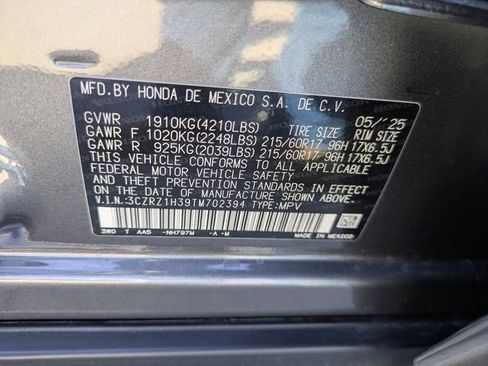 MFD. BY HONDA DE MEXICO S.A. DE C.V.
GVWR 1910KG(4210LBS) TIRE SIZE 05/'25 RIM SIZE
GAWR F 1020KG(2248LBS) 215/60R17 96H 17X6.5J
GAWR R 925KG(2039LBS) 215/60R17 96H 17X6.5J
THIS VEHICLE CONFORMS TO ALL APPLICABLE
FEDERAL MOTOR VEHICLE SAFETY
STANDARDS IN EFFECT ON THE DATE OF
MANUFACTURE SHOWN ABOVE.
V.I.N.:3CZRZ1H39TM702394 TYPE:MPV
3W0 T AA5 -NH797M -A -M
MADE IN MEXICO